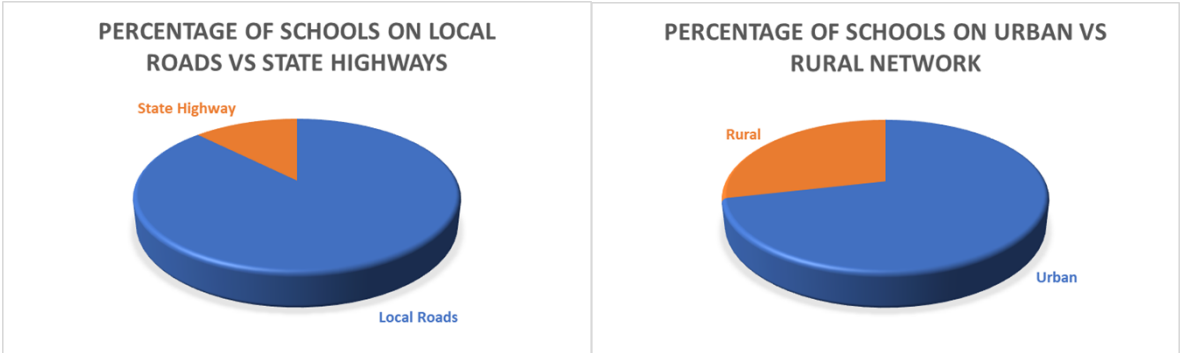 PERCENTAGE OF SCHOOLS ON LOCAL
ROADS VS STATE HIGHWAYS
State Highway
Local Roads
PERCENTAGE OF SCHOOLS ON URBAN VS
RURAL NETWORK
Rural
Urban